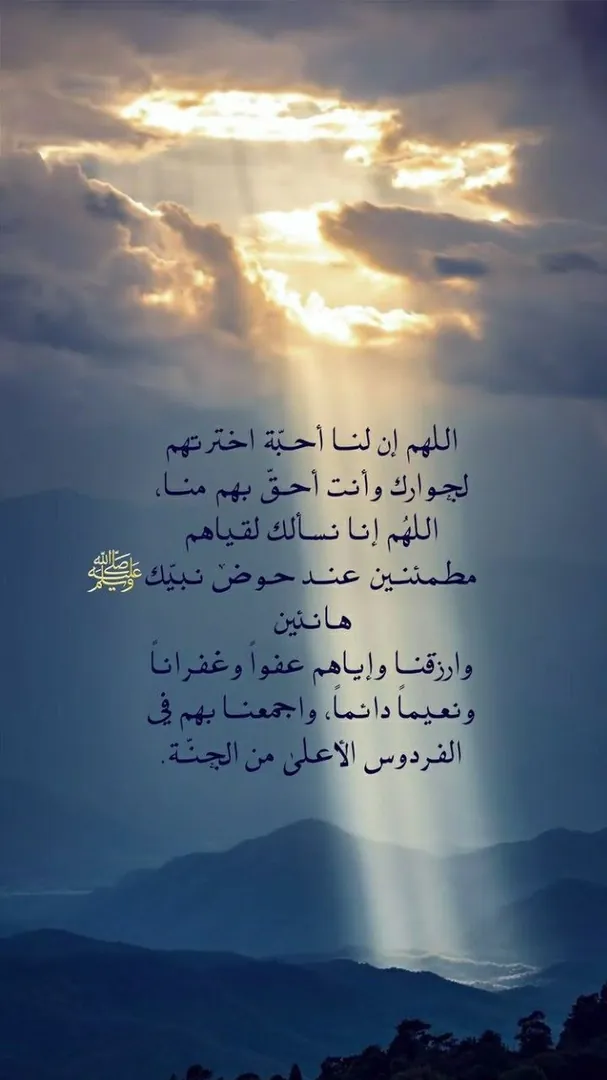 اللهم إن لنا أحبّة اخترتهم
لجوارك وأنت أحقّ بهم منا،
اللهُم إنا نسألك لقياهم
مطمئنين عند حوض نبيّك ﷺ
هانئين
وارزقنا وإياهم عفواً وغفراناً
ونعيماً دائماً، واجمعنا بهم في
الفردوس الأعلىٰ من الجنّة.